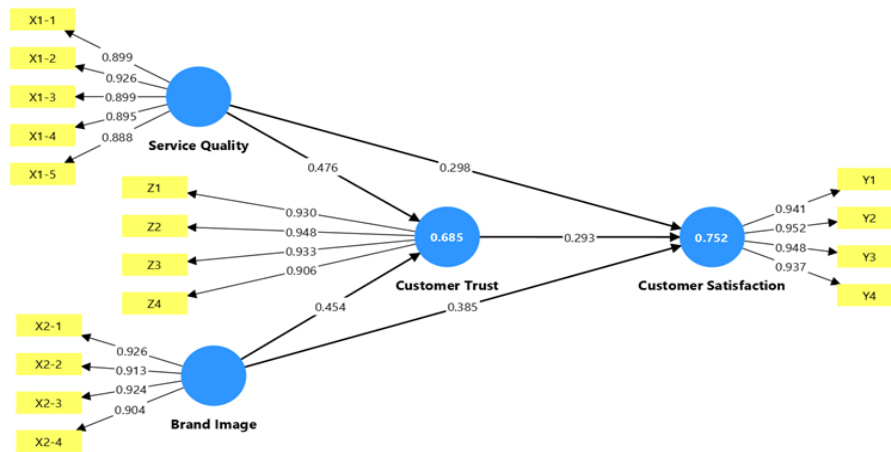 X1-1
X1-2
X1-3
X1-4
X1-5
0.899
0.926
0.899
0.895
0.888
Service Quality
0.476
0.298
Z1
Z2
Z3
Z4
0.930
0.948
0.933
0.906
0.685
Customer Trust
0.293
0.752
Customer Satisfaction
0.941
0.952
0.948
0.937
Y1
Y2
Y3
Y4
0.454
0.385
X2-1
X2-2
X2-3
X2-4
0.926
0.913
0.924
0.904
Brand Image